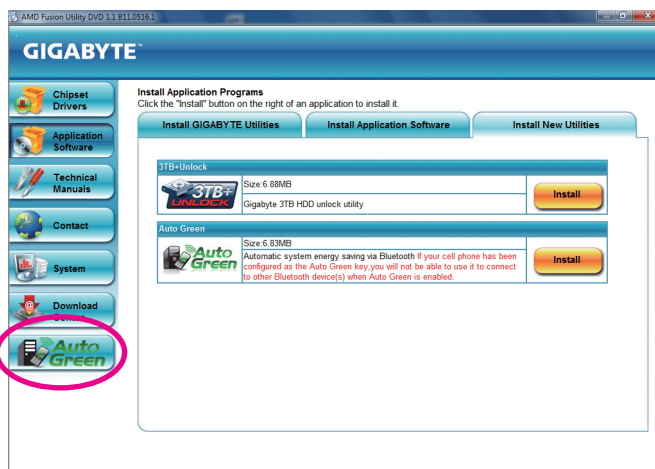 AMD Fusion Utility DVD 1.1 B11.0516.1
GIGABYTE™
Chipset
Drivers
Application
Software
Technical
Manuals
Contact
System
Download
Center
Auto
Green
Install Application Programs
Click the "Install" button on the right of an application to install it.
Install GIGABYTE Utilities
Install Application Software
Install New Utilities
3TB+Unlock
3TB+
UNLOCK
Size:6.88MB
Gigabyte 3TB HDD unlock utility
Install
Auto Green
Auto
Green
Size:6.83MB
Automatic system energy saving via Bluetooth If your cell phone has been
configured as the Auto Green key,you will not be able to use it to connect
to other Bluetooth device(s) when Auto Green is enabled.
Install